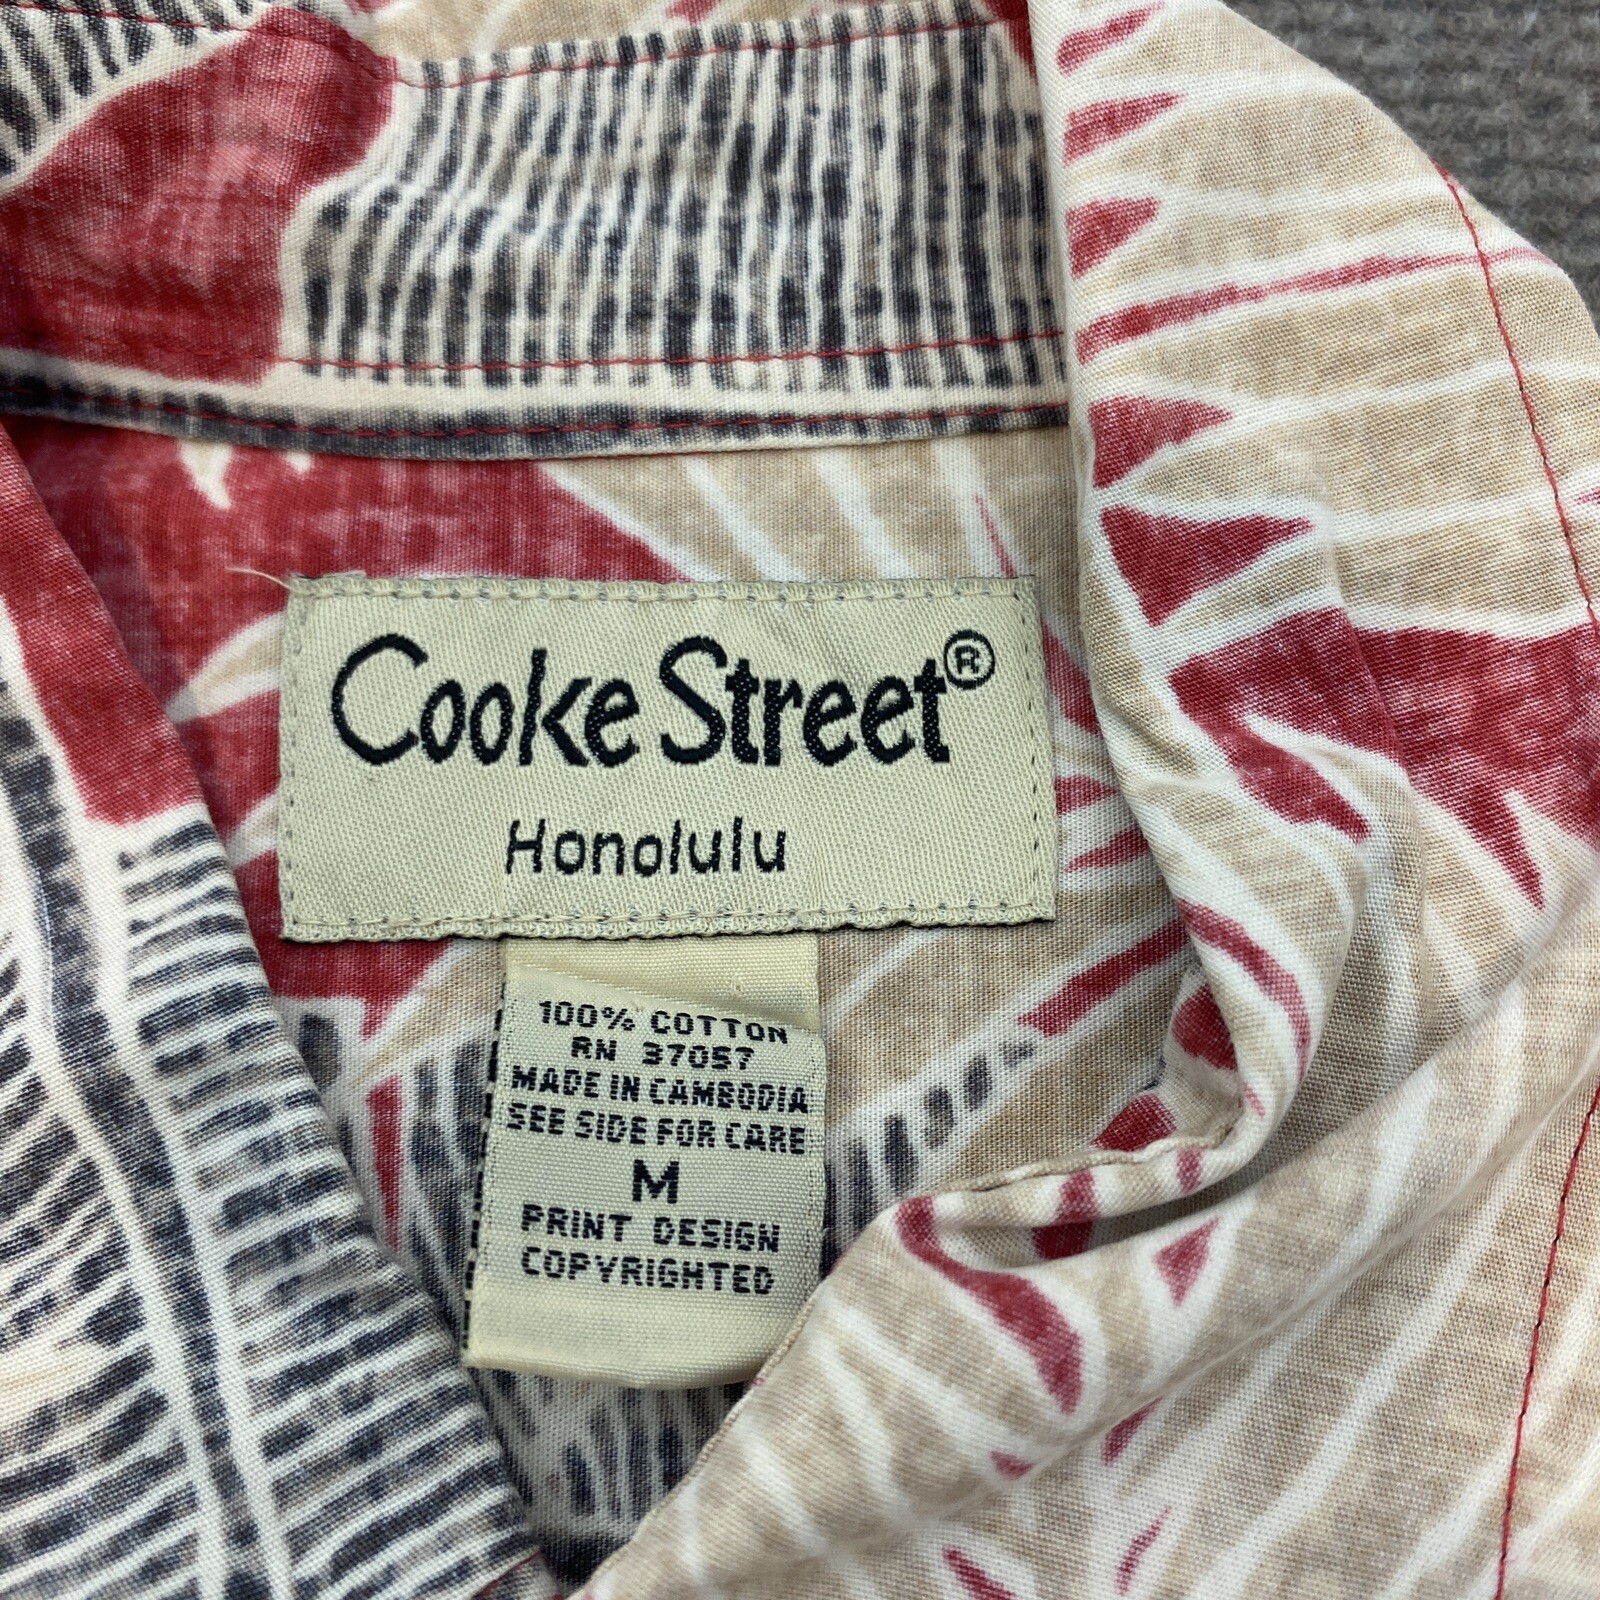 Cooke Street®
Honolulu
100% COTTON
RN 37057
MADE IN CAMBODIA
SEE SIDE FOR CARE
M
PRINT DESIGN
COPYRIGHTED